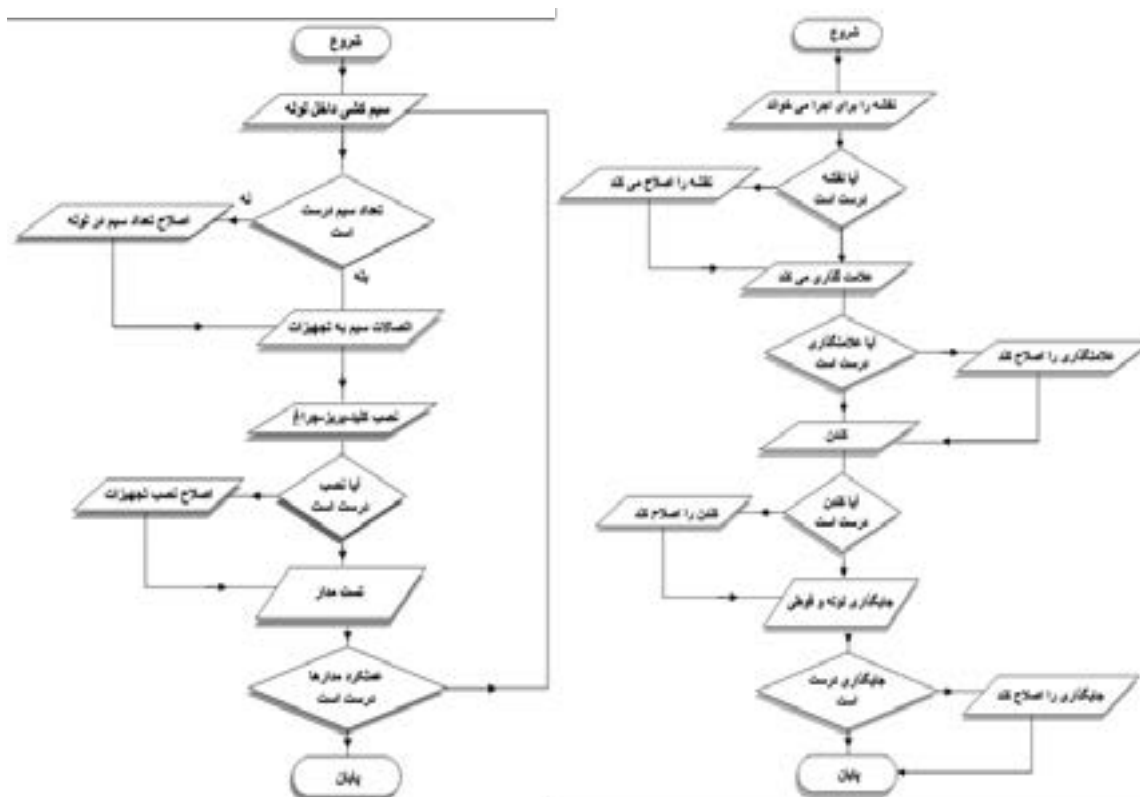 شروع
نقشه را برای اجرا می خواند
آیا نقشه
درست است
نقشه را اصلاح می کند
علامت گذاری می کند
آیا علامتگذاری
درست است
علامتگذاری را اصلاح کند
کندن
آیا کندن
درست است
کندن را اصلاح کند
جایگذاری لوله و قوطی
جایگذاری درست
است
جایگذاری را اصلاح کند
پایان
شروع
سیم کشی داخل لوله
تعداد سیم درست
است
نه
اصلاح تعداد سیم در لوله
بله
اتصالات سیم به تجهیزات
نصب کلیدپریزچراغ
آیا نصب
درست است
اصلاح نصب تجهیزات
تست مدار
عملکرد مدارها
درست است
پایان